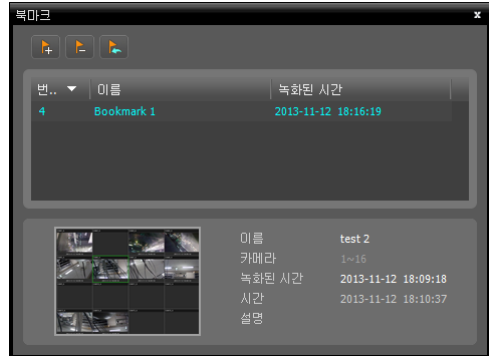 북마크 x
번.. 이름 녹화된 시간
4 Bookmark 1 2013-11-12 18:16:19
이름 test 2
카메라 1~16
녹화된 시간 2013-11-12 18:09:18
시간 2013-11-12 18:10:37
설명